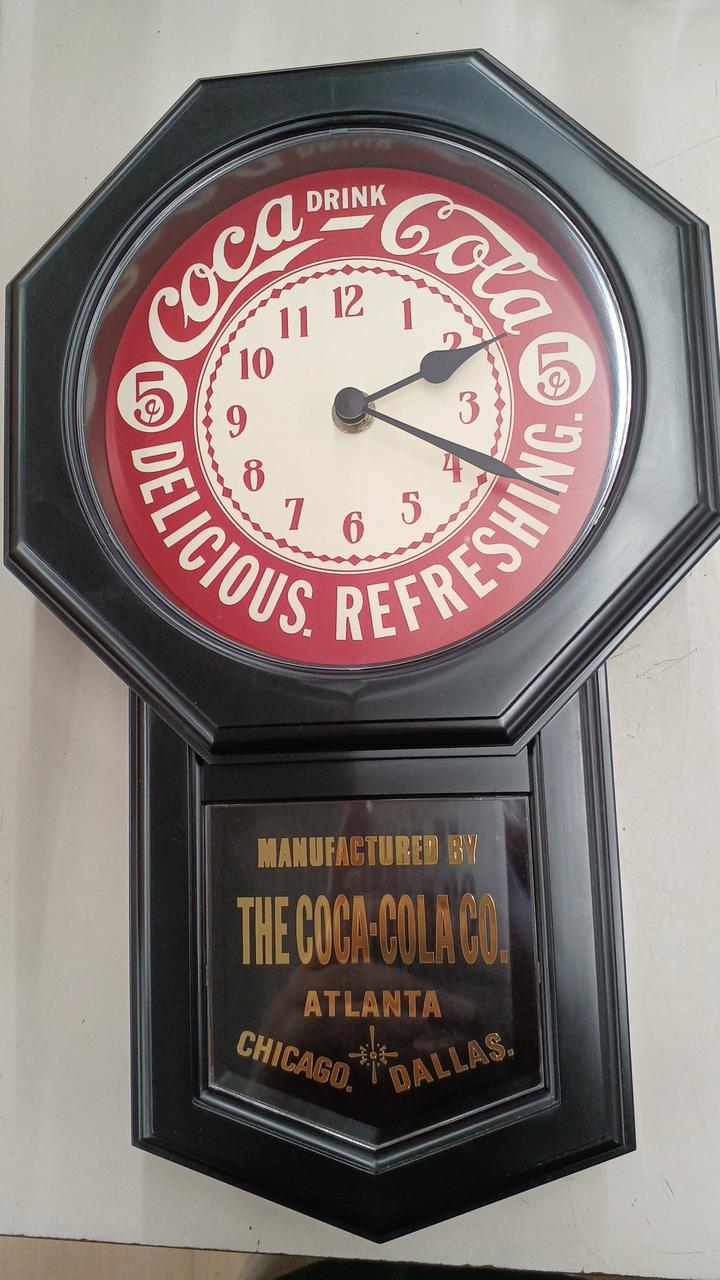 DRINK
Coca-Cola
5¢ 5¢
DELICIOUS. REFRESHING.
12
1
2
3
4
5
6
7
8
9
10
11
MANUFACTURED BY
THE COCA-COLA CO.
ATLANTA
CHICAGO. DALLAS.